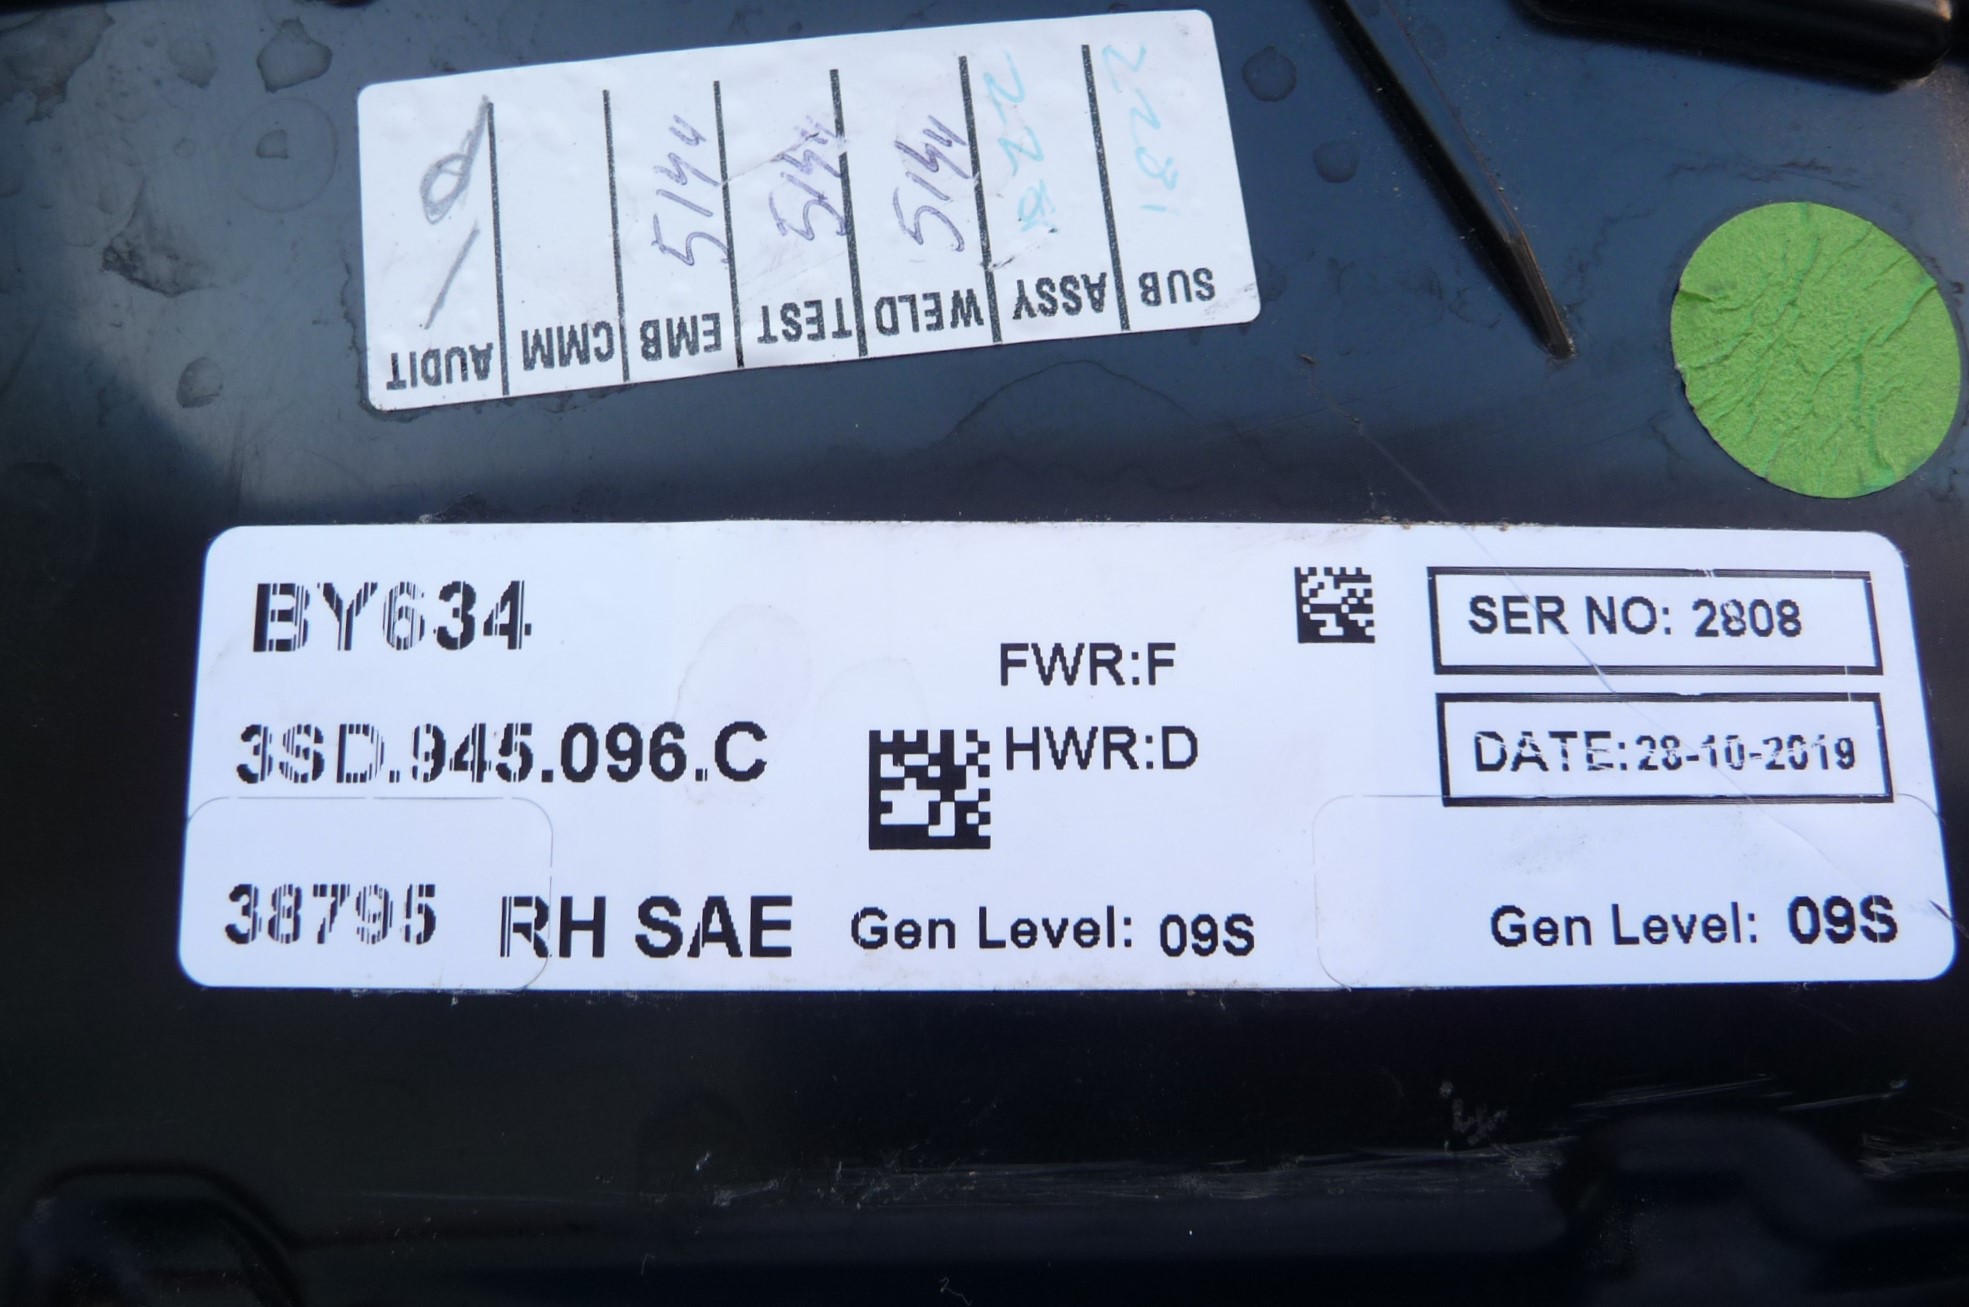 SUB 2281
ASSY
WELD 5144
TEST 5144
EMB 5144
CMM
AUDIT
BY634
3SD.945.096.C
38795 RH SAE
FWR:F
HWR:D
Gen Level: 09S
SER NO: 2808
DATE:28-10-2019
Gen Level: 09S